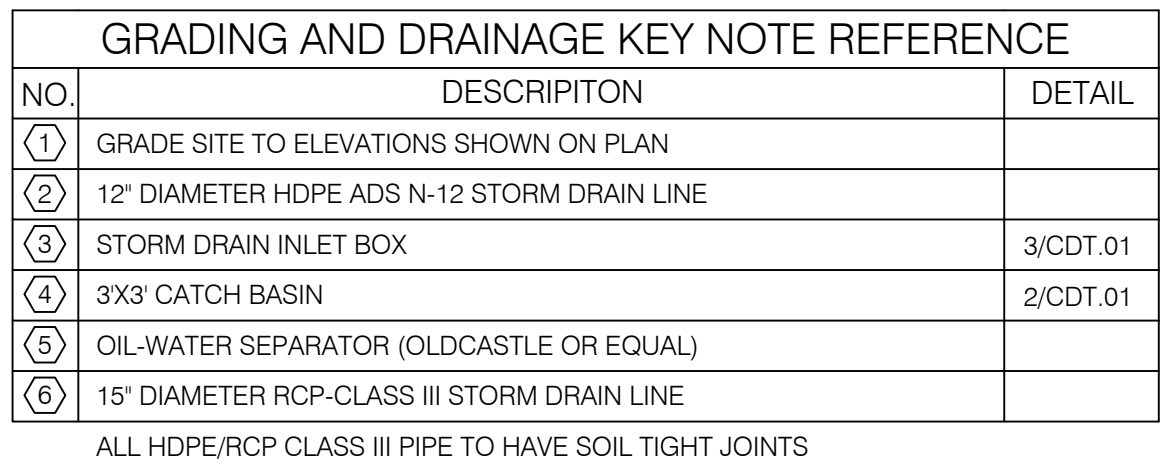 GRADING AND DRAINAGE KEY NOTE REFERENCE
NO. DESCRIPITON DETAIL
1 GRADE SITE TO ELEVATIONS SHOWN ON PLAN
2 12" DIAMETER HDPE ADS N-12 STORM DRAIN LINE
3 STORM DRAIN INLET BOX 3/CDT.01
4 3'X3' CATCH BASIN 2/CDT.01
5 OIL-WATER SEPARATOR (OLDCASTLE OR EQUAL)
6 15" DIAMETER RCP-CLASS III STORM DRAIN LINE
ALL HDPE/RCP CLASS III PIPE TO HAVE SOIL TIGHT JOINTS